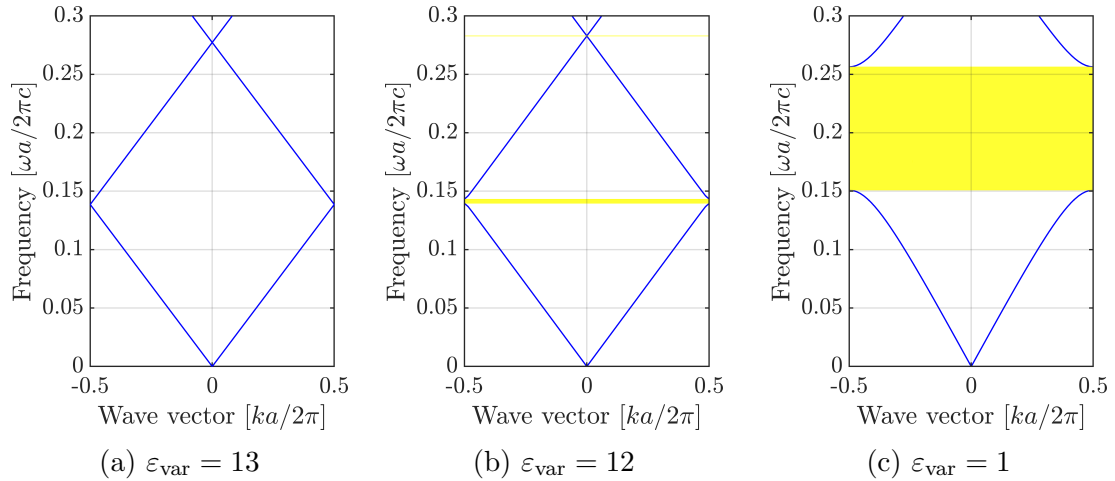 Frequency [ωa/2πc]
0.3
0.25
0.2
0.15
0.1
0.05
0
-0.5 0 0.5
Wave vector [ka/2π]
(a) εvar = 13
Frequency [ωa/2πc]
0.3
0.25
0.2
0.15
0.1
0.05
0
-0.5 0 0.5
Wave vector [ka/2π]
(b) εvar = 12
Frequency [ωa/2πc]
0.3
0.25
0.2
0.15
0.1
0.05
0
-0.5 0 0.5
Wave vector [ka/2π]
(c) εvar = 1